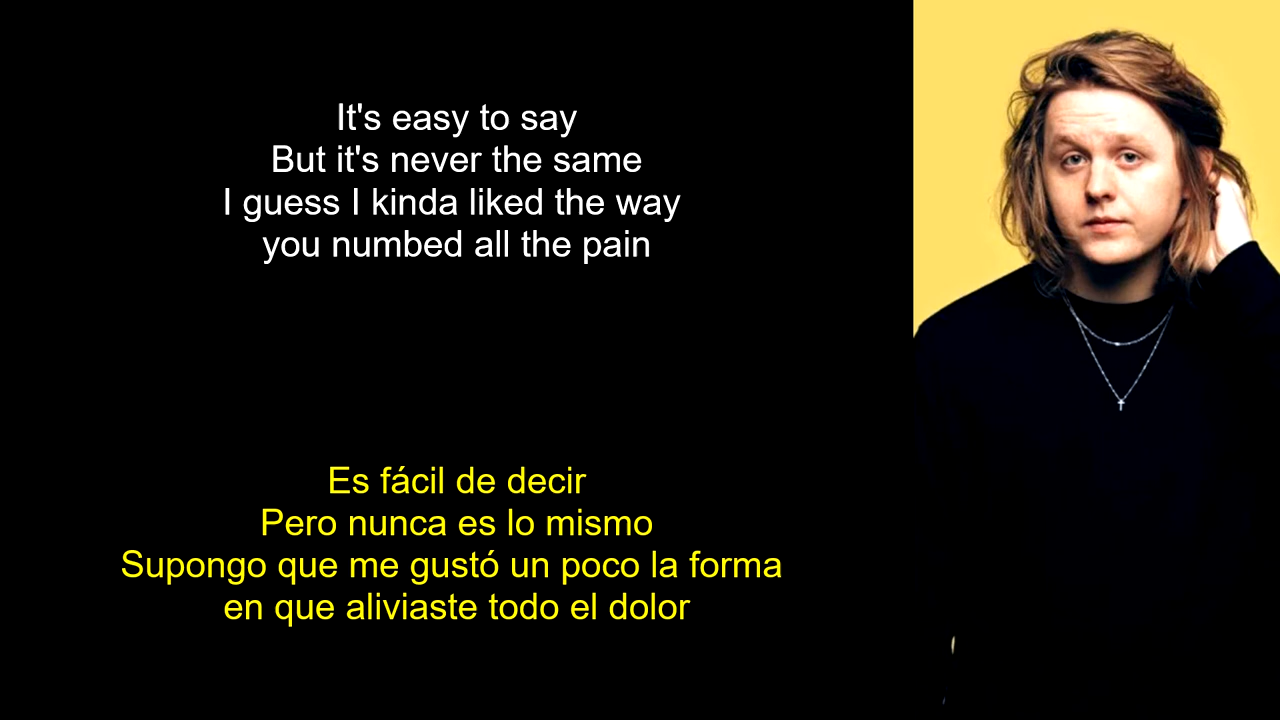 It's easy to say
But it's never the same
I guess I kinda liked the way
you numbed all the pain
Es fácil de decir
Pero nunca es lo mismo
Supongo que me gustó un poco la forma
en que aliviaste todo el dolor